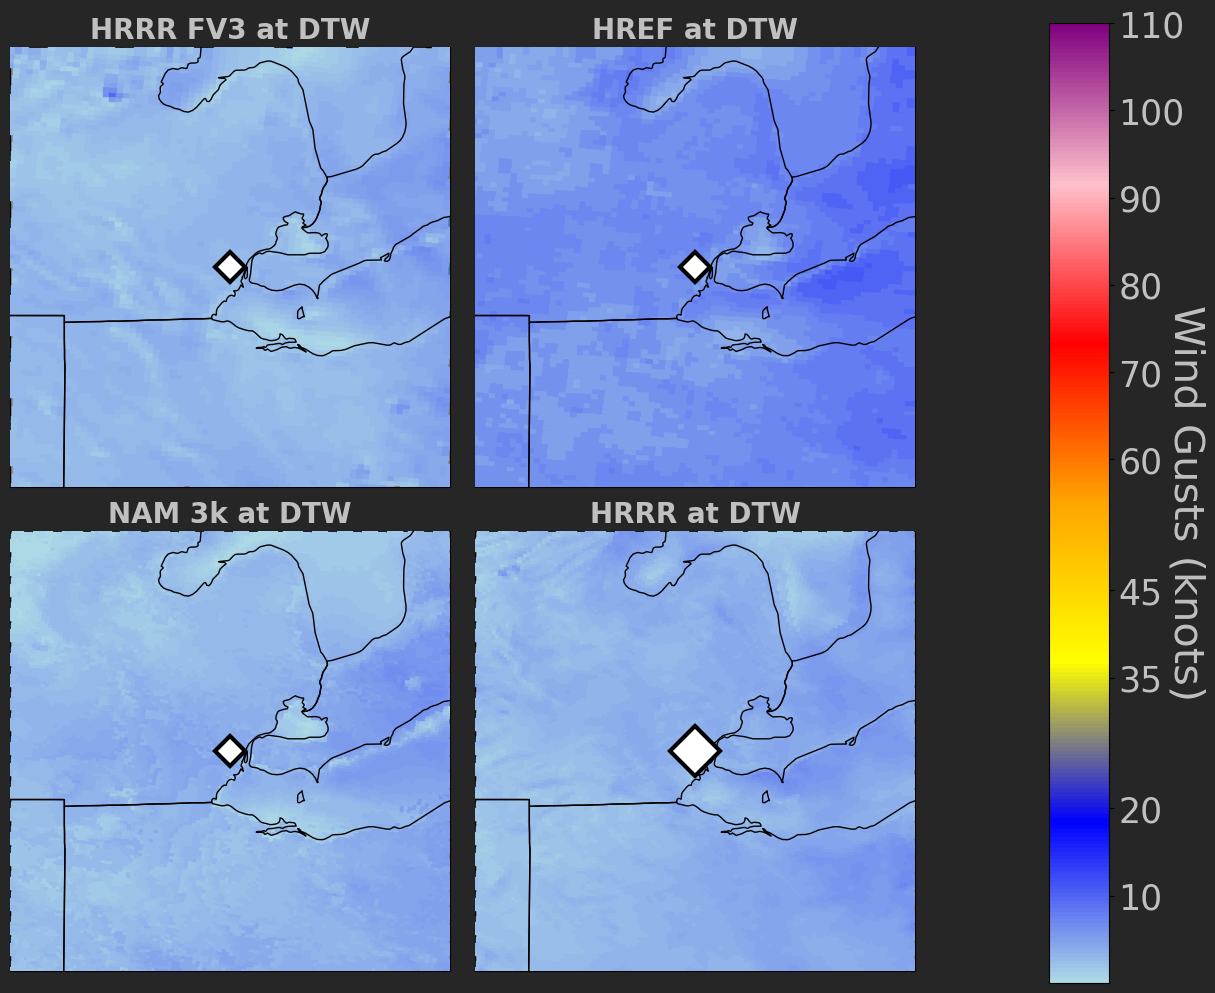 HRRR FV3 at DTW
HREF at DTW
NAM 3k at DTW
HRRR at DTW
110
100
90
80
70
60
45
35
20
10
Wind Gusts (knots)